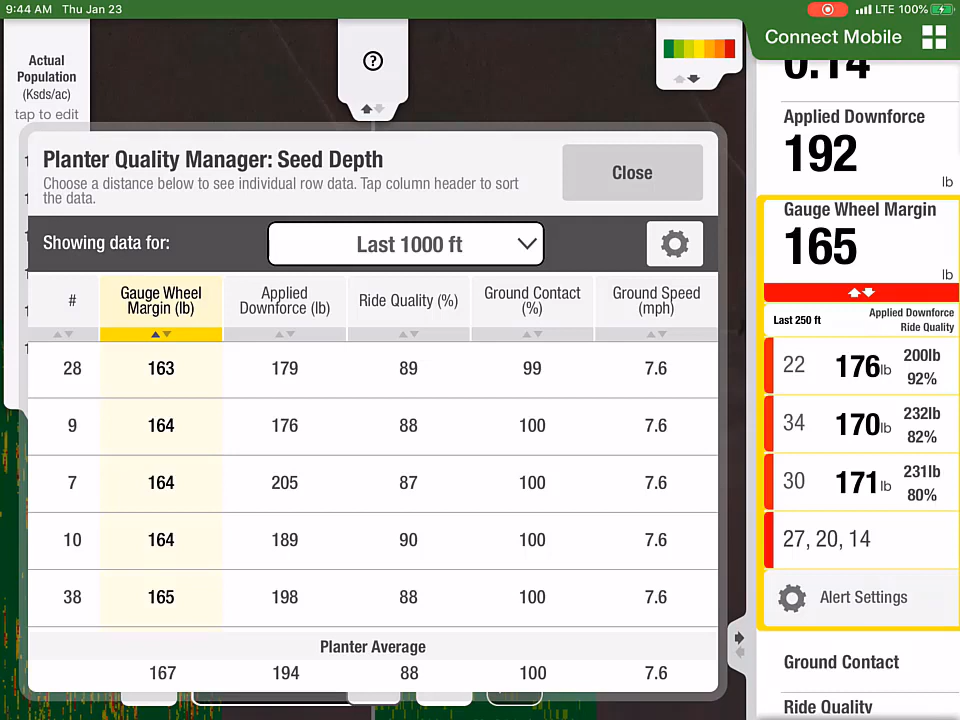 9:44 AM Thu Jan 23
LTE 100%
Connect Mobile
Actual
Population
(Ksds/ac)
tap to edit
?
Planter Quality Manager: Seed Depth
Choose a distance below to see individual row data. Tap column header to sort
the data.
Close
Showing data for:
Last 1000 ft
# Gauge Wheel Margin (lb) Applied Downforce (lb) Ride Quality (%) Ground Contact (%) Ground Speed (mph)
28 163 179 89 99 7.6
9 164 176 88 100 7.6
7 164 205 87 100 7.6
10 164 189 90 100 7.6
38 165 198 88 100 7.6
Planter Average
167 194 88 100 7.6
0.14
Applied Downforce
192
lb
Gauge Wheel Margin
165
lb
Last 250 ft
Applied Downforce
Ride Quality
22 176lb 200lb
92%
34 170lb 232lb
82%
30 171lb 231lb
80%
27, 20, 14
Alert Settings
Ground Contact
Ride Quality